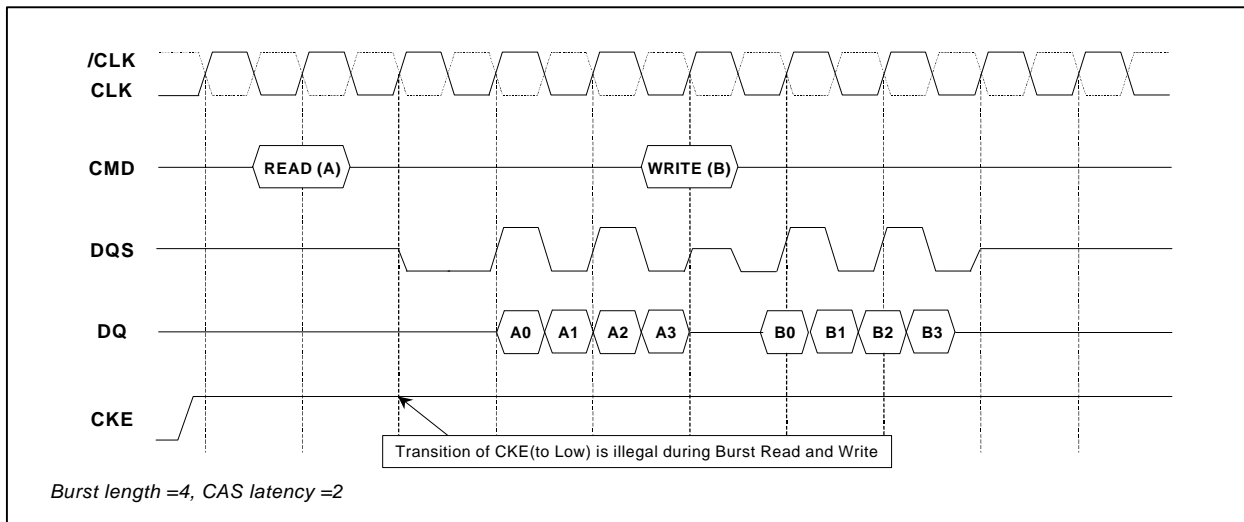 /CLK
CLK
CMD
READ (A)
WRITE (B)
DQS
DQ
A0
A1
A2
A3
B0
B1
B2
B3
CKE
Transition of CKE(to Low) is illegal during Burst Read and Write
Burst length =4, CAS latency =2